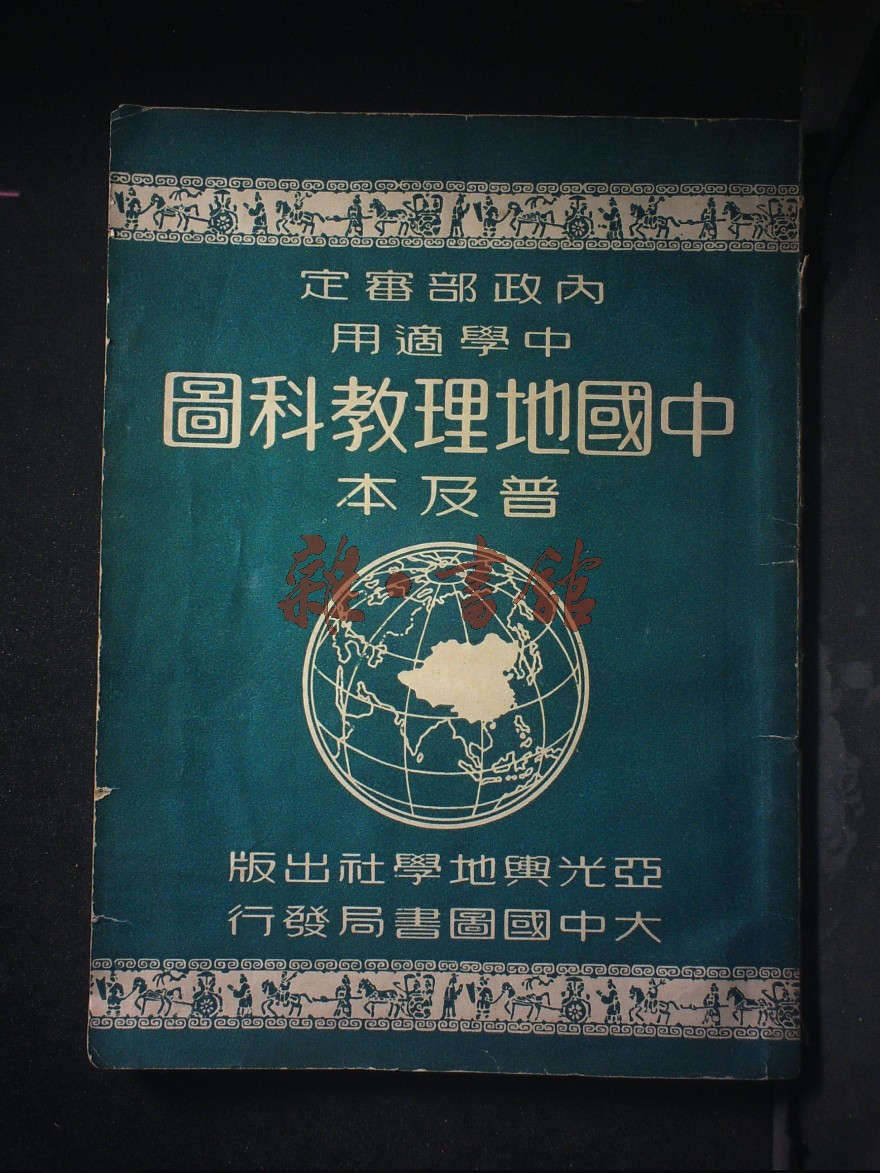 內政部審定
中學適用
中國地理教科圖
普及本
雜·書館
亞光輿地學社出版
大中國圖書局發行